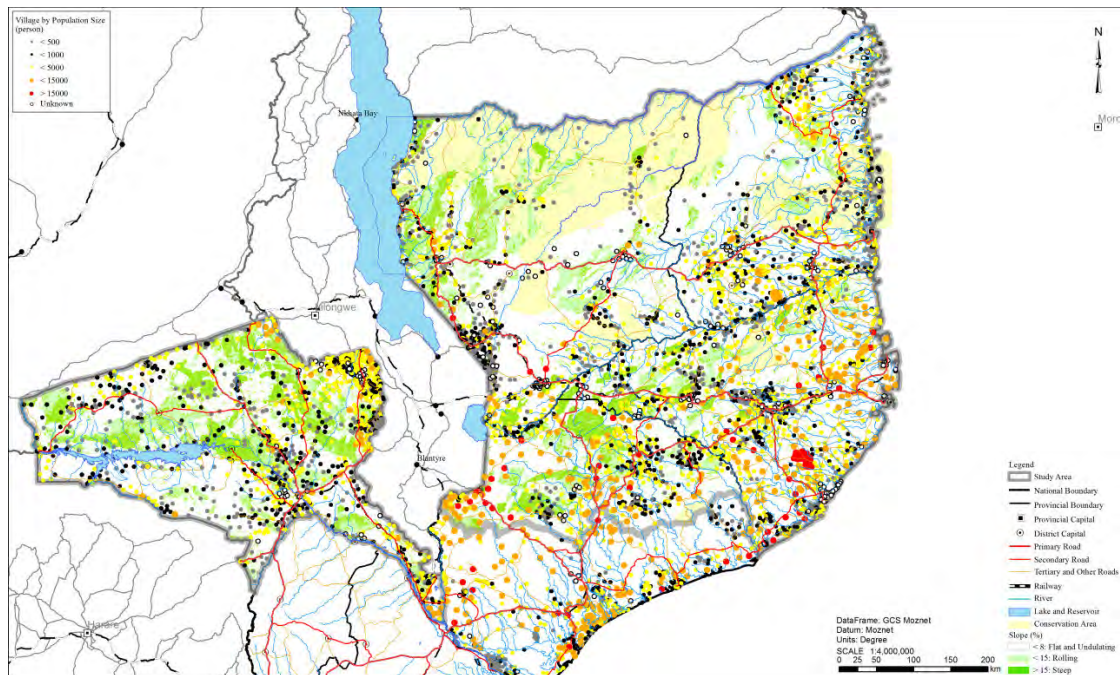 Village by Population Size
(person)
< 500
< 1000
< 5000
< 15000
> 15000
Unknown
N
Nkhata Bay
Moro
ilongwe
Blantyre
Harare
Legend
Study Area
National Boundary
Provincial Boundary
Provincial Capital
District Capital
Primary Road
Secondary Road
Tertiary and Other Roads
Railway
River
Lake and Reservoir
Conservation Area
Slope (%)
< 8: Flat and Undulating
< 15: Rolling
> 15: Steep
DataFrame: GCS Moznet
Datum: Moznet
Units: Degree
SCALE 1:4,000,000
0 25 50 100 150 200
km